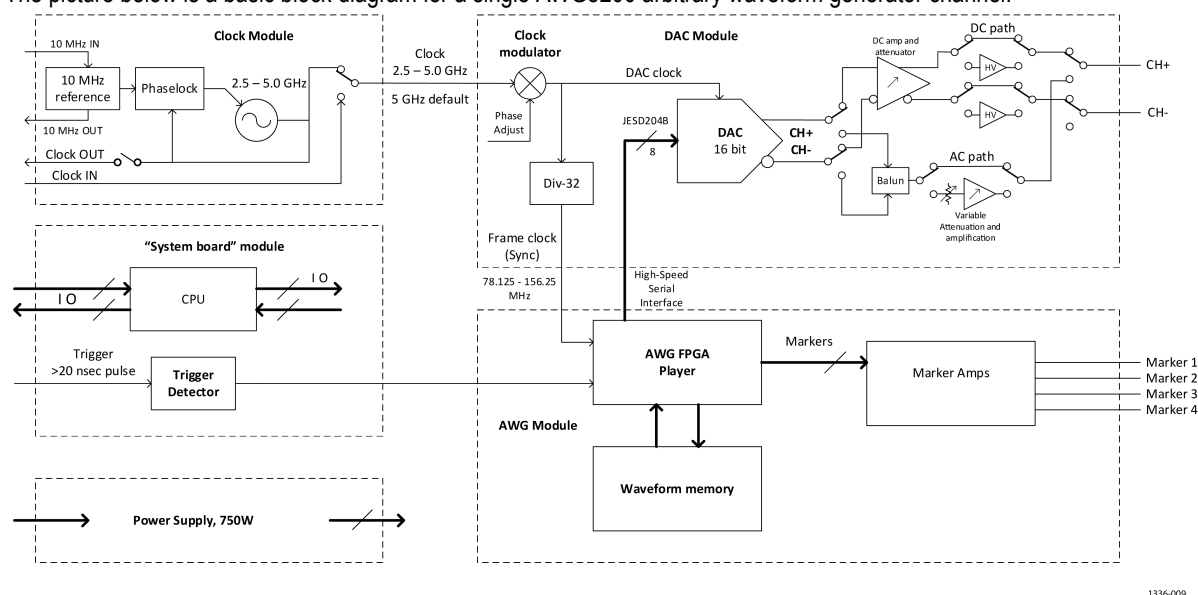 The picture below is a basic block diagram for a single AWG5200 arbitrary waveform generator channel.
Clock Module
10 MHz IN
10 MHz
reference
10 MHz OUT
Phaselock
2.5 – 5.0 GHz
Clock OUT
Clock IN
Clock
2.5 – 5.0 GHz
5 GHz default
Clock
modulator
Phase
Adjust
DAC Module
DAC clock
Div-32
JESD204B
8
DAC
16 bit
CH+
CH-
DC amp and
attenuator
DC path
HV
HV
CH+
CH-
AC path
Balun
Variable
Attenuation and
amplification
Frame clock
(Sync)
78.125 - 156.25
MHz
High-Speed
Serial
Interface
“System board” module
I O
CPU
I O
Trigger
>20 nsec pulse
Trigger
Detector
AWG FPGA
Player
Markers
Marker Amps
Marker 1
Marker 2
Marker 3
Marker 4
AWG Module
Waveform memory
Power Supply, 750W
1336-009